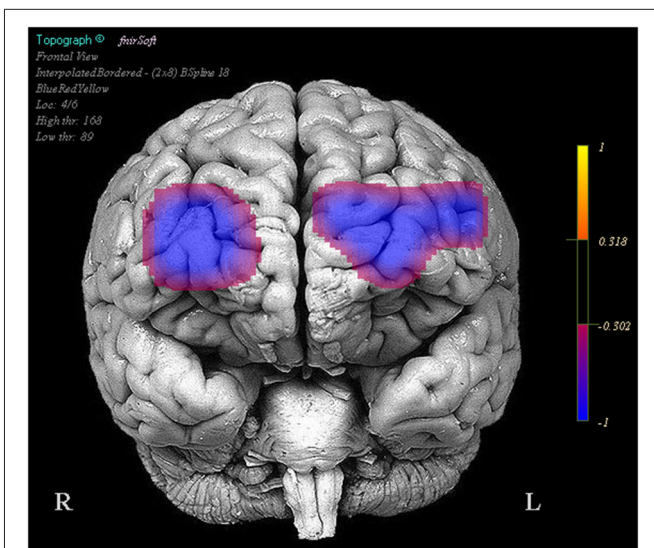 Topograph © fnirSoft
Frontal View
InterpolatedBordered - (2x8) BSpline 18
BlueRedYellow
Loc: 4/6
High thr: 168
Low thr: 89
1
0.318
-0.302
-1
R L